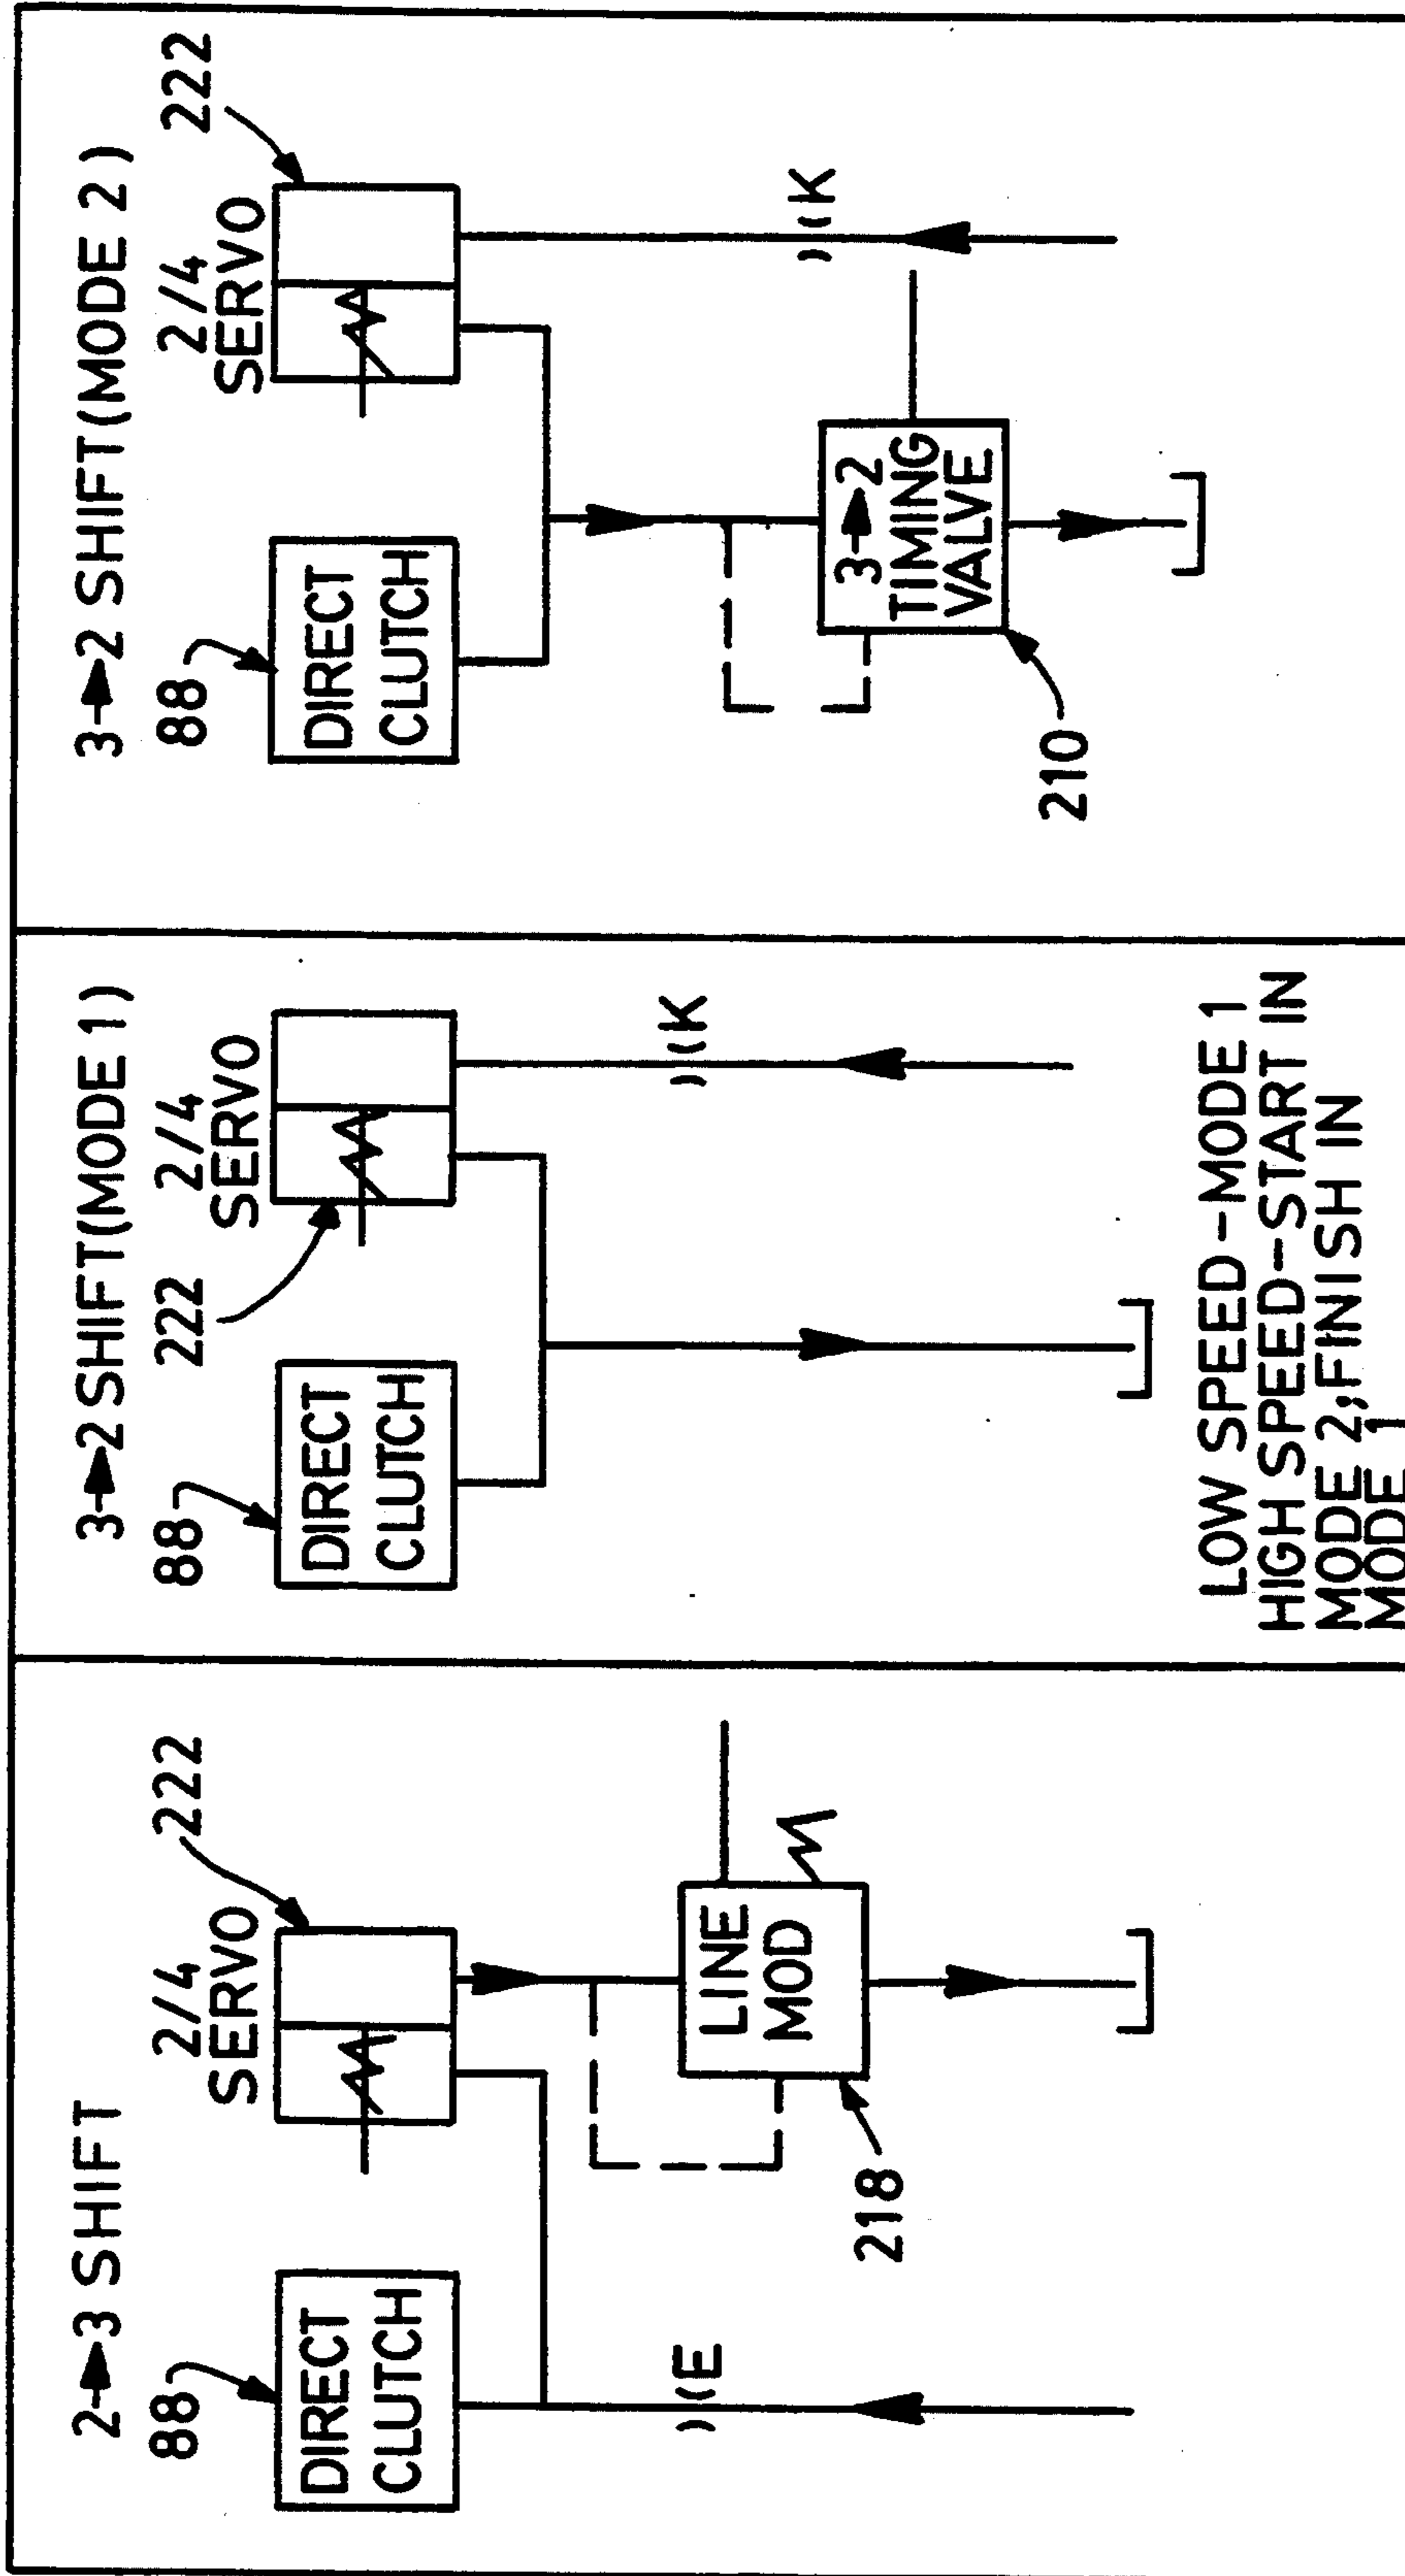 2→3 SHIFT
88
222
2/4
SERVO
DIRECT
CLUTCH
E
LINE
MOD
218
3→2 SHIFT(MODE 1)
88
222
2/4
SERVO
DIRECT
CLUTCH
K
LOW SPEED-MODE 1
HIGH SPEED-START IN
MODE 2;FINISH IN
MODE 1
3→2 SHIFT(MODE 2)
88
2/4
SERVO
222
DIRECT
CLUTCH
K
3→2
TIMING
VALVE
210